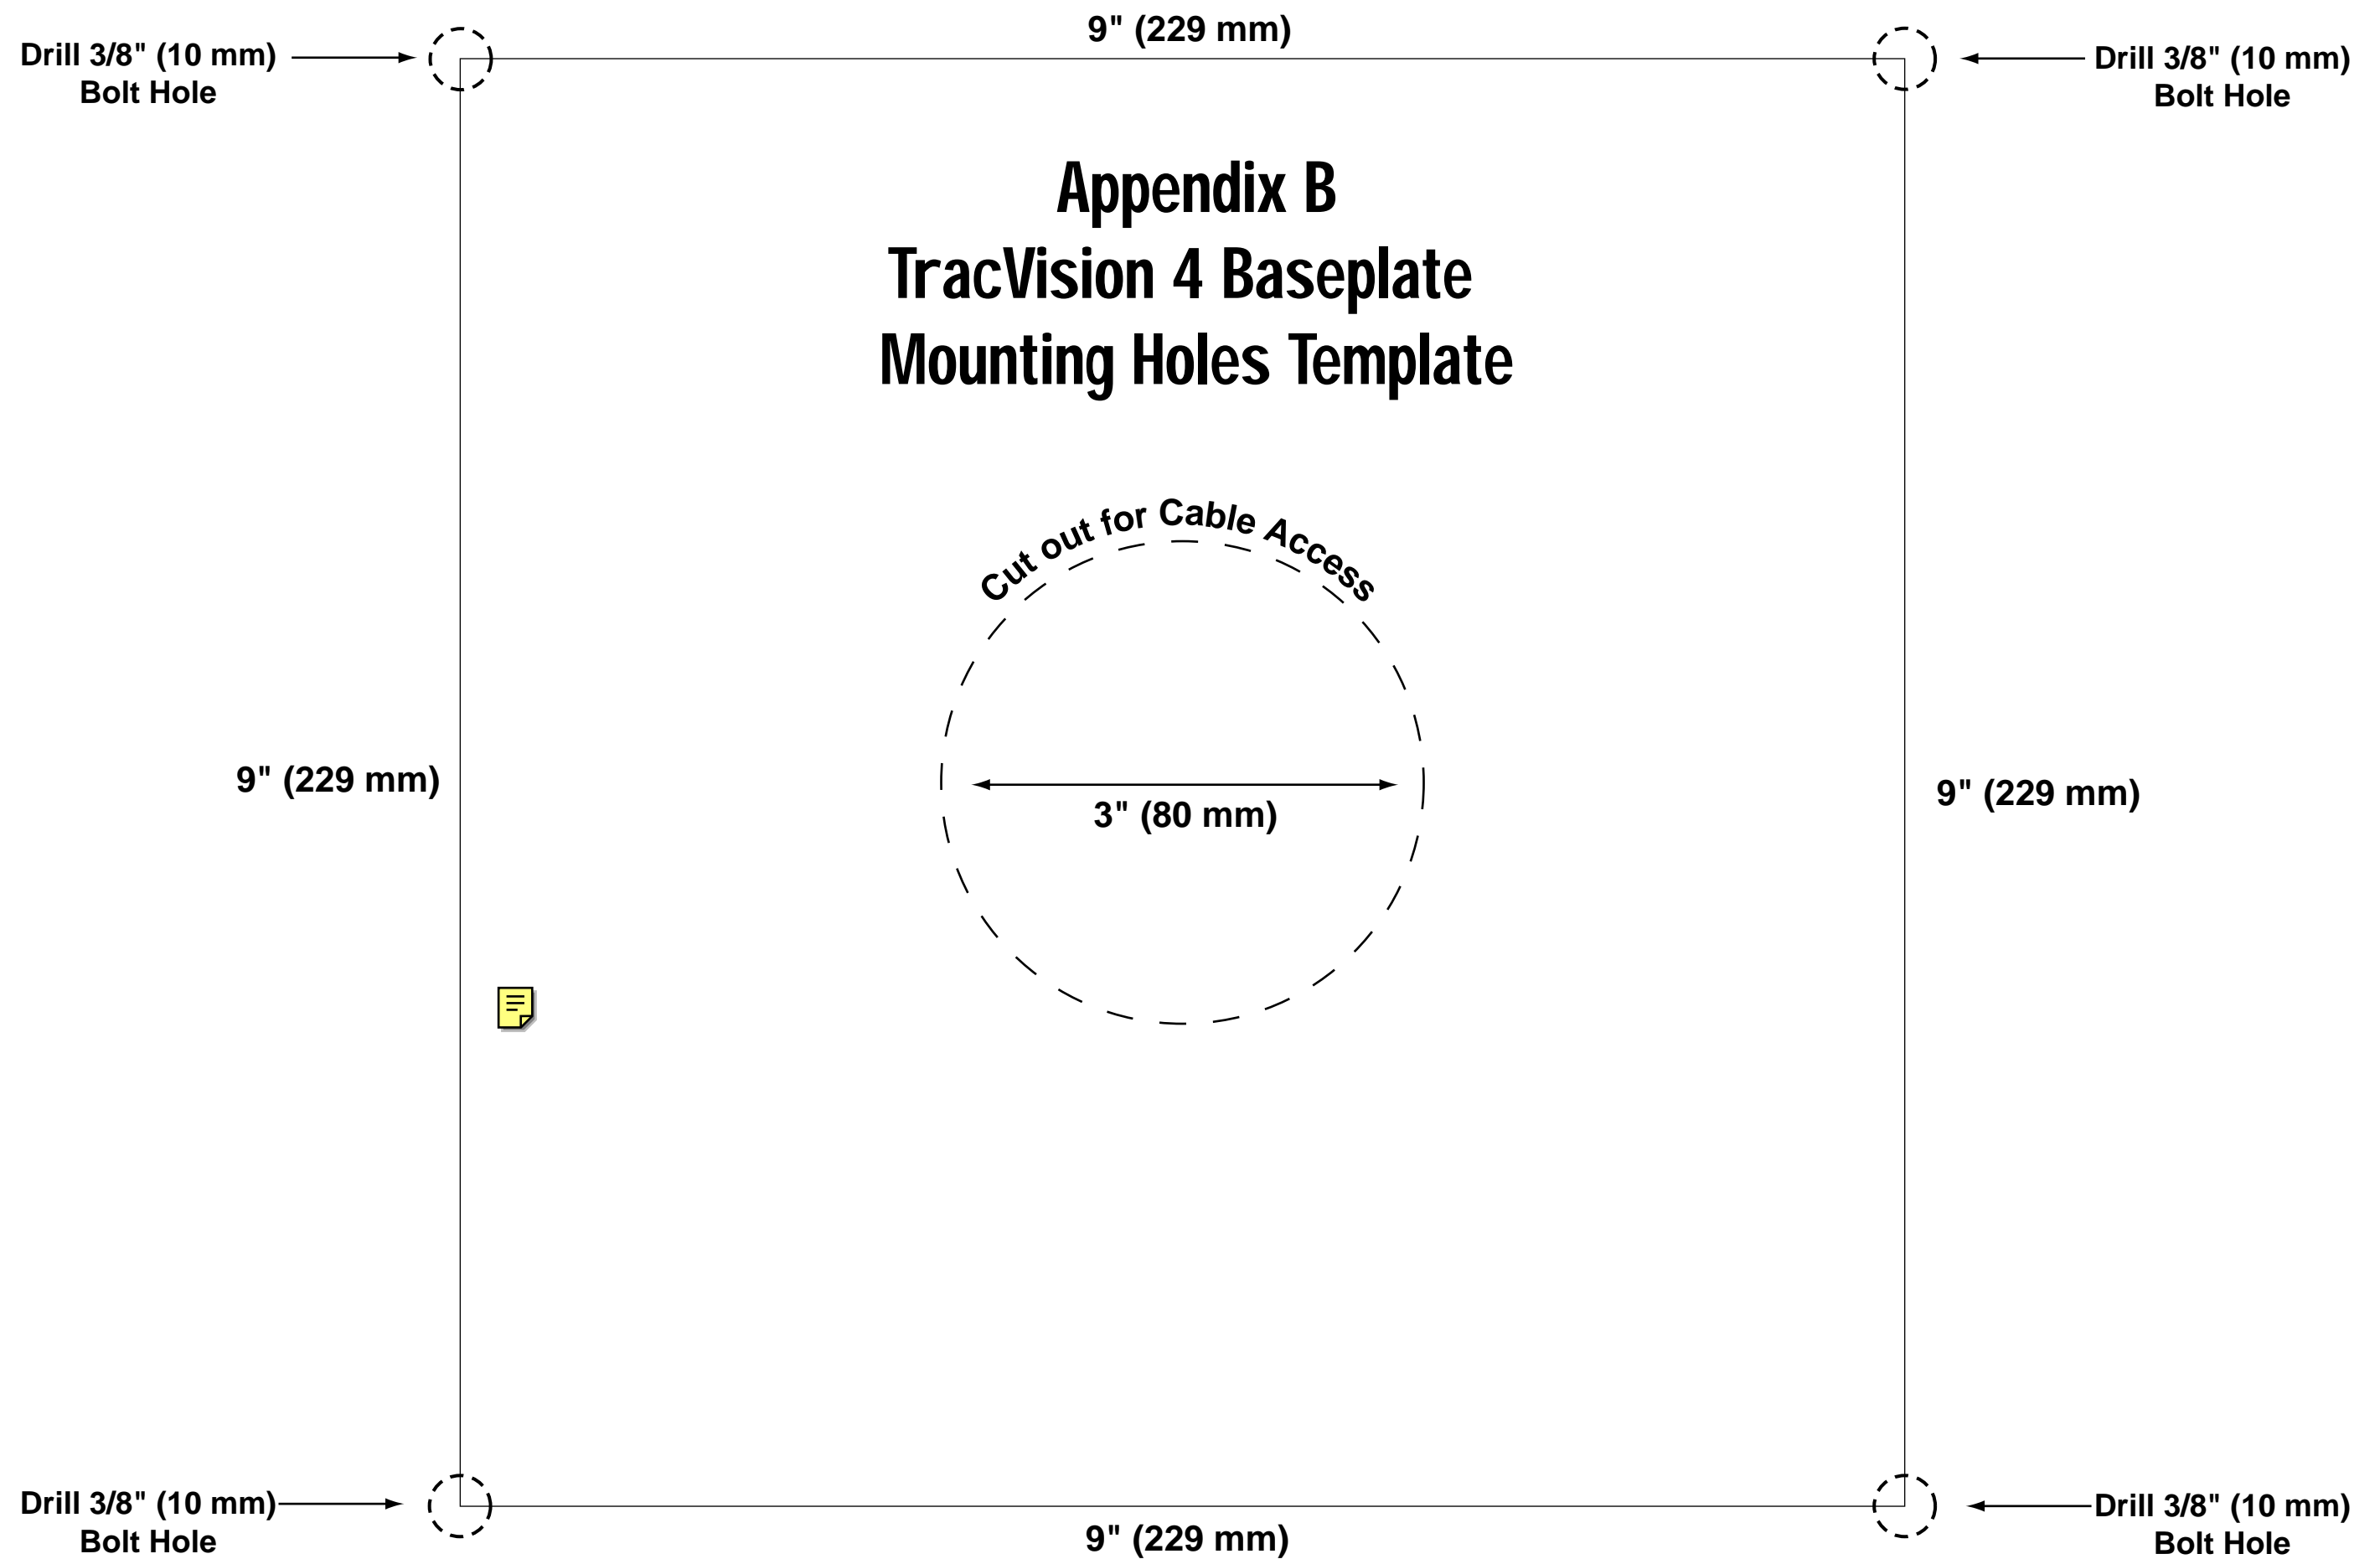 9" (229 mm)
Drill 3/8" (10 mm)
Bolt Hole
Drill 3/8" (10 mm)
Bolt Hole
Appendix B
TracVision 4 Baseplate
Mounting Holes Template
Cut out for Cable Access
9" (229 mm)
3" (80 mm)
9" (229 mm)
Drill 3/8" (10 mm)
Bolt Hole
9" (229 mm)
Drill 3/8" (10 mm)
Bolt Hole